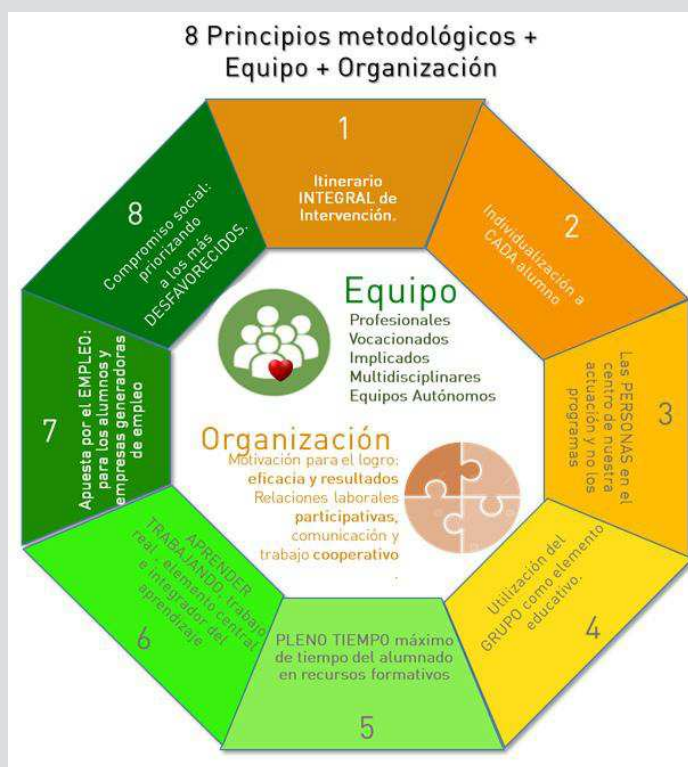 8 Principios metodológicos +
Equipo + Organización
1
Itinerario
INTEGRAL de
Intervención.
2
Individualización a
CADA alumno
3
Las PERSONAS en el
centro de nuestra
actuación y no los
programas
4
Utilización del
GRUPO como elemento
educativo.
PLENO TIEMPO máximo
de tiempo del alumnado
en recursos formativos
5
APRENDER
TRABAJANDO, trabajo
real : elemento central
e integrador del
aprendizaje
6
7
Apuesta por el EMPLEO:
para los alumnos y
empresas generadoras
de empleo
8
Compromiso social:
priorizando
a los más
DESFAVORECIDOS.
Equipo
Profesionales
Vocacionados
Implicados
Multidisciplinares
Equipos Autónomos
Organización
Motivación para el logro:
eficacia y resultados
Relaciones laborales
participativas,
comunicación y
trabajo cooperativo
.